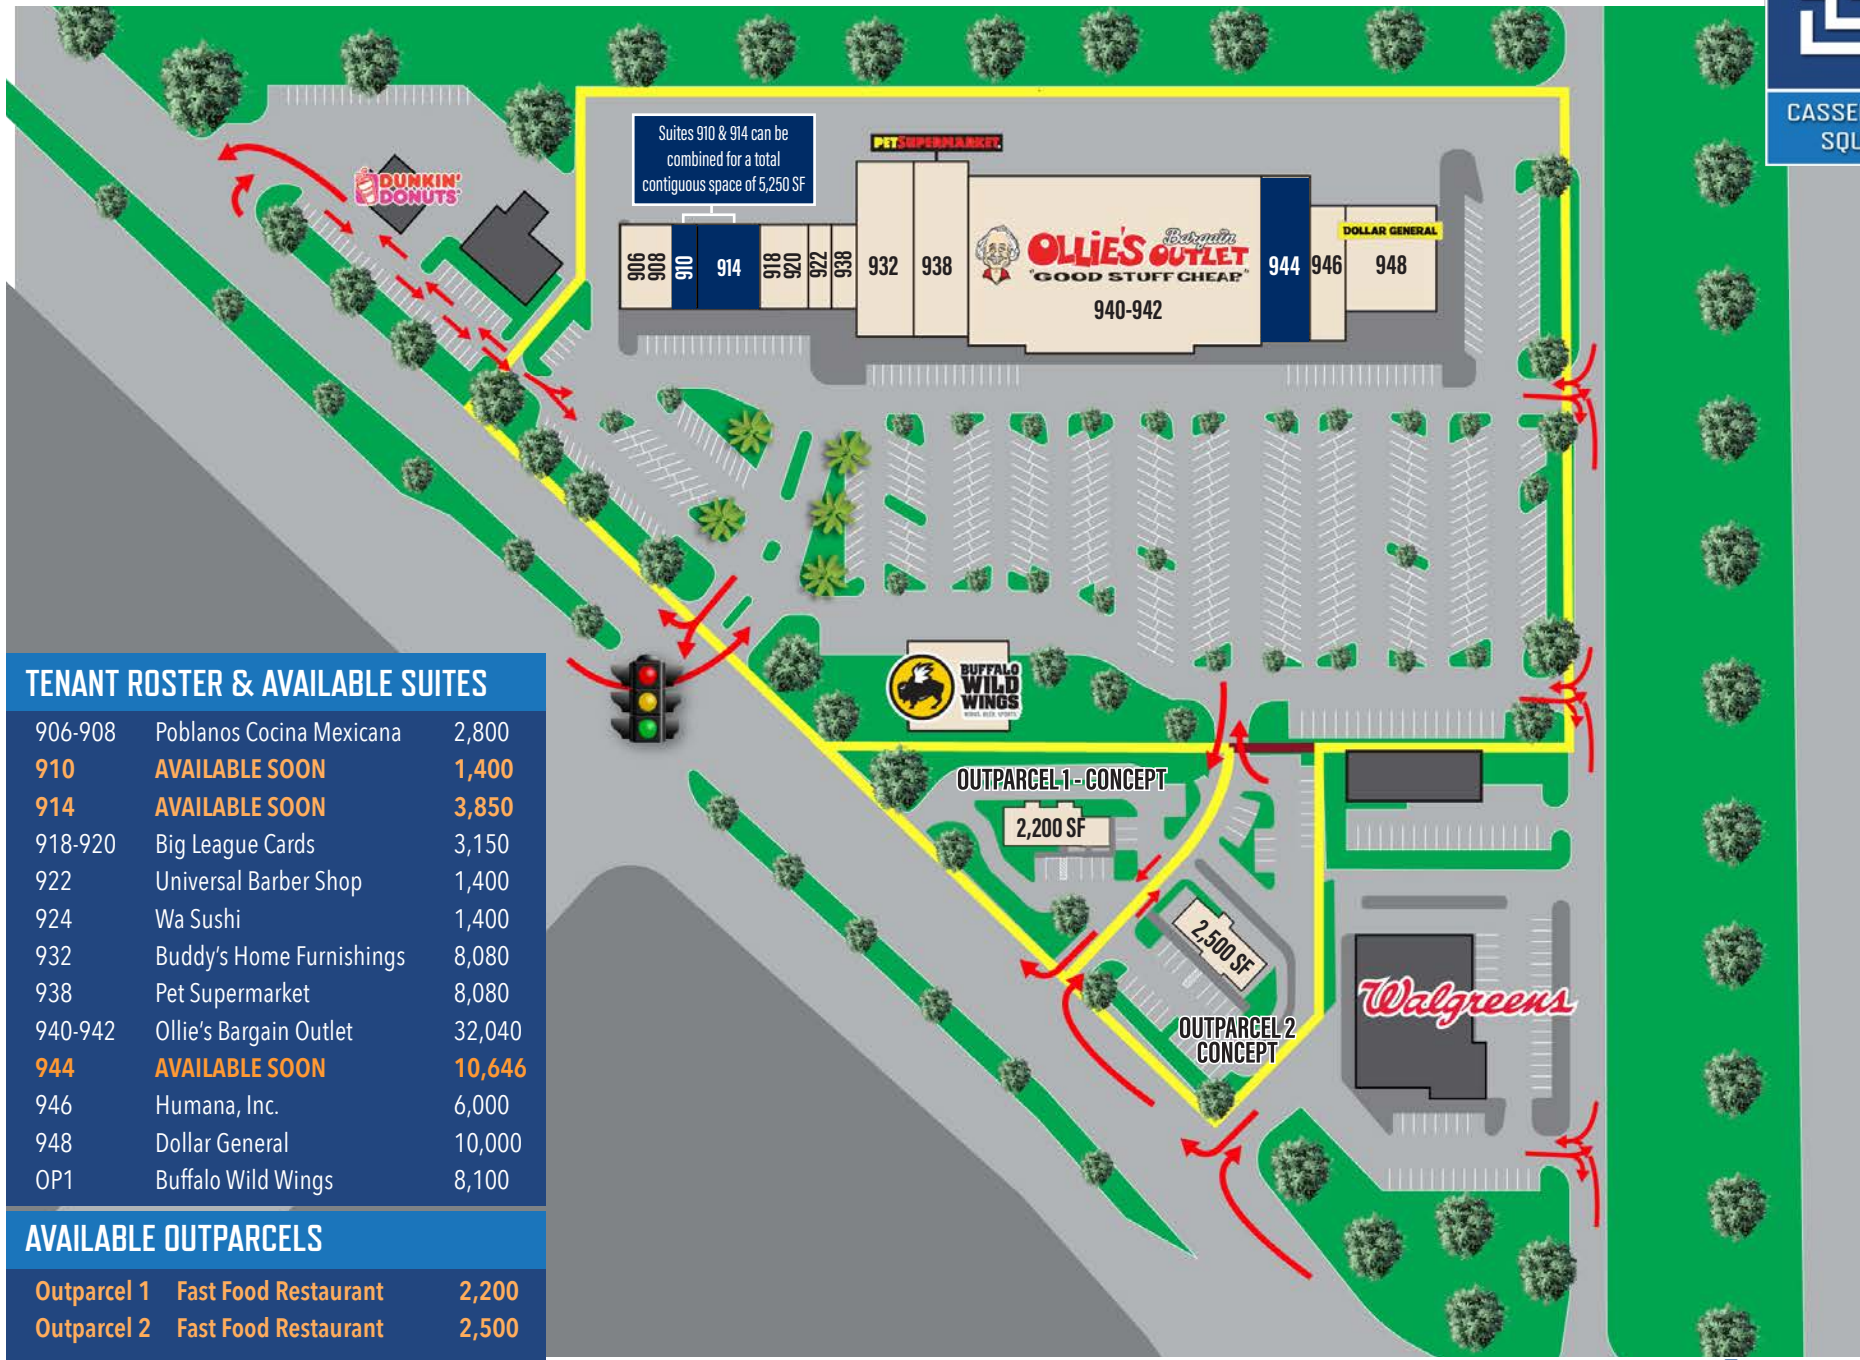 CASSE
SQU
Suites 910 & 914 can be
combined for a total
contiguous space of 5,250 SF
PETSUPERMARKET
DUNKIN'
DONUTS
906
908
910
914
918
920
922
938
932
938
OLLIE'S Bargain OUTLET
"GOOD STUFF CHEAP"
940-942
944
946
DOLLAR GENERAL
948
BUFFALO
WILD
WINGS
WINGS. BEER. SPORTS.
OUTPARCEL 1 - CONCEPT
2,200 SF
2,500 SF
OUTPARCEL 2
CONCEPT
Walgreens
TENANT ROSTER & AVAILABLE SUITES
906-908 Poblanos Cocina Mexicana 2,800
910 AVAILABLE SOON 1,400
914 AVAILABLE SOON 3,850
918-920 Big League Cards 3,150
922 Universal Barber Shop 1,400
924 Wa Sushi 1,400
932 Buddy's Home Furnishings 8,080
938 Pet Supermarket 8,080
940-942 Ollie's Bargain Outlet 32,040
944 AVAILABLE SOON 10,646
946 Humana, Inc. 6,000
948 Dollar General 10,000
OP1 Buffalo Wild Wings 8,100
AVAILABLE OUTPARCELS
Outparcel 1 Fast Food Restaurant 2,200
Outparcel 2 Fast Food Restaurant 2,500